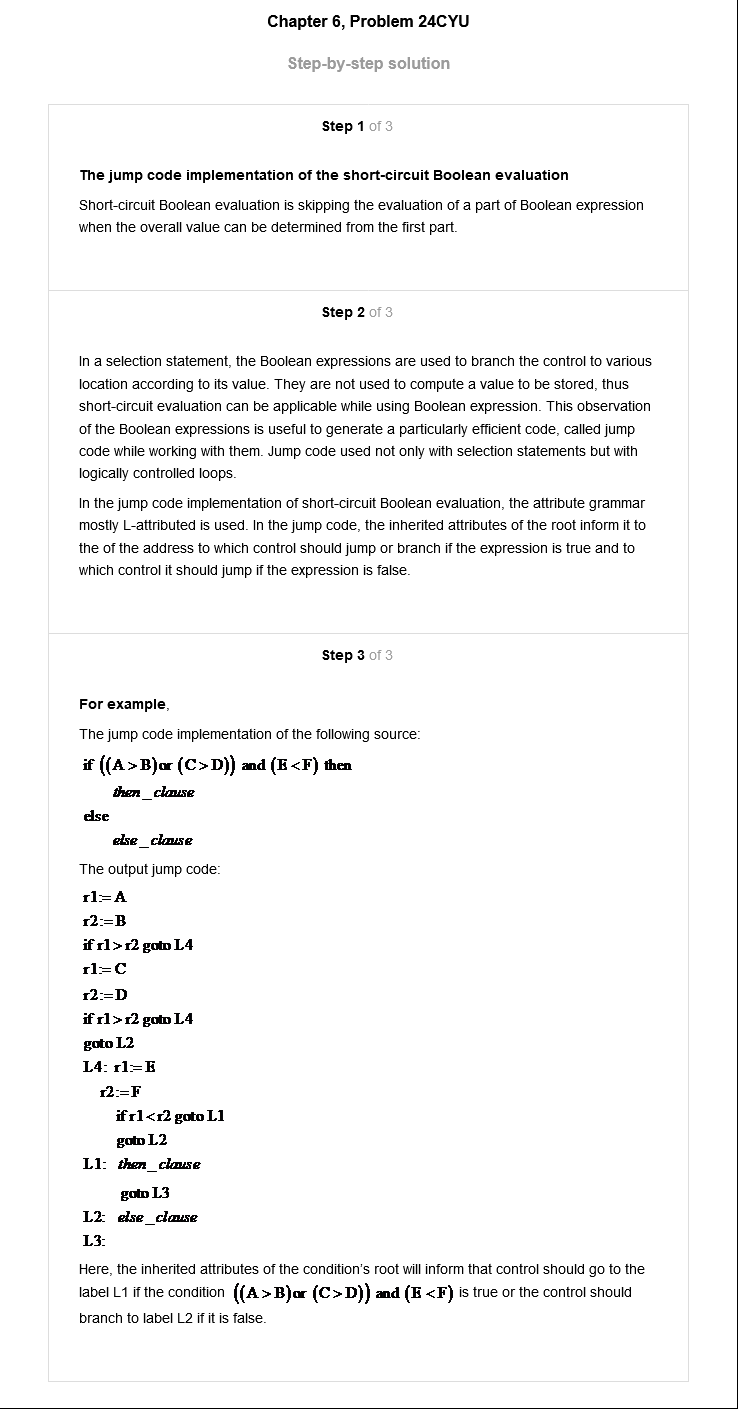 Chapter 6, Problem 24CYU
Step-by-step solution
Step 1 of 3
The jump code implementation of the short-circuit Boolean evaluation
Short-circuit Boolean evaluation is skipping the evaluation of a part of Boolean expression
when the overall value can be determined from the first part.
Step 2 of 3
In a selection statement, the Boolean expressions are used to branch the control to various
location according to its value. They are not used to compute a value to be stored, thus
short-circuit evaluation can be applicable while using Boolean expression. This observation
of the Boolean expressions is useful to generate a particularly efficient code, called jump
code while working with them. Jump code used not only with selection statements but with
logically controlled loops.
In the jump code implementation of short-circuit Boolean evaluation, the attribute grammar
mostly L-attributed is used. In the jump code, the inherited attributes of the root inform it to
the of the address to which control should jump or branch if the expression is true and to
which control it should jump if the expression is false.
Step 3 of 3
For example,
The jump code implementation of the following source:
if ((A>B)or (C>D)) and (E<F) then
then_clause
else
else_clause
The output jump code:
r1:=A
r2:=B
if r1>r2 goto L4
r1:=C
r2:=D
if r1>r2 goto L4
goto L2
L4: r1:=E
r2:=F
if r1<r2 goto L1
goto L2
L1: then_clause
goto L3
L2: else_clause
L3:
Here, the inherited attributes of the condition's root will inform that control should go to the
label L1 if the condition ((A>B)or (C>D)) and (E<F) is true or the control should
branch to label L2 if it is false.